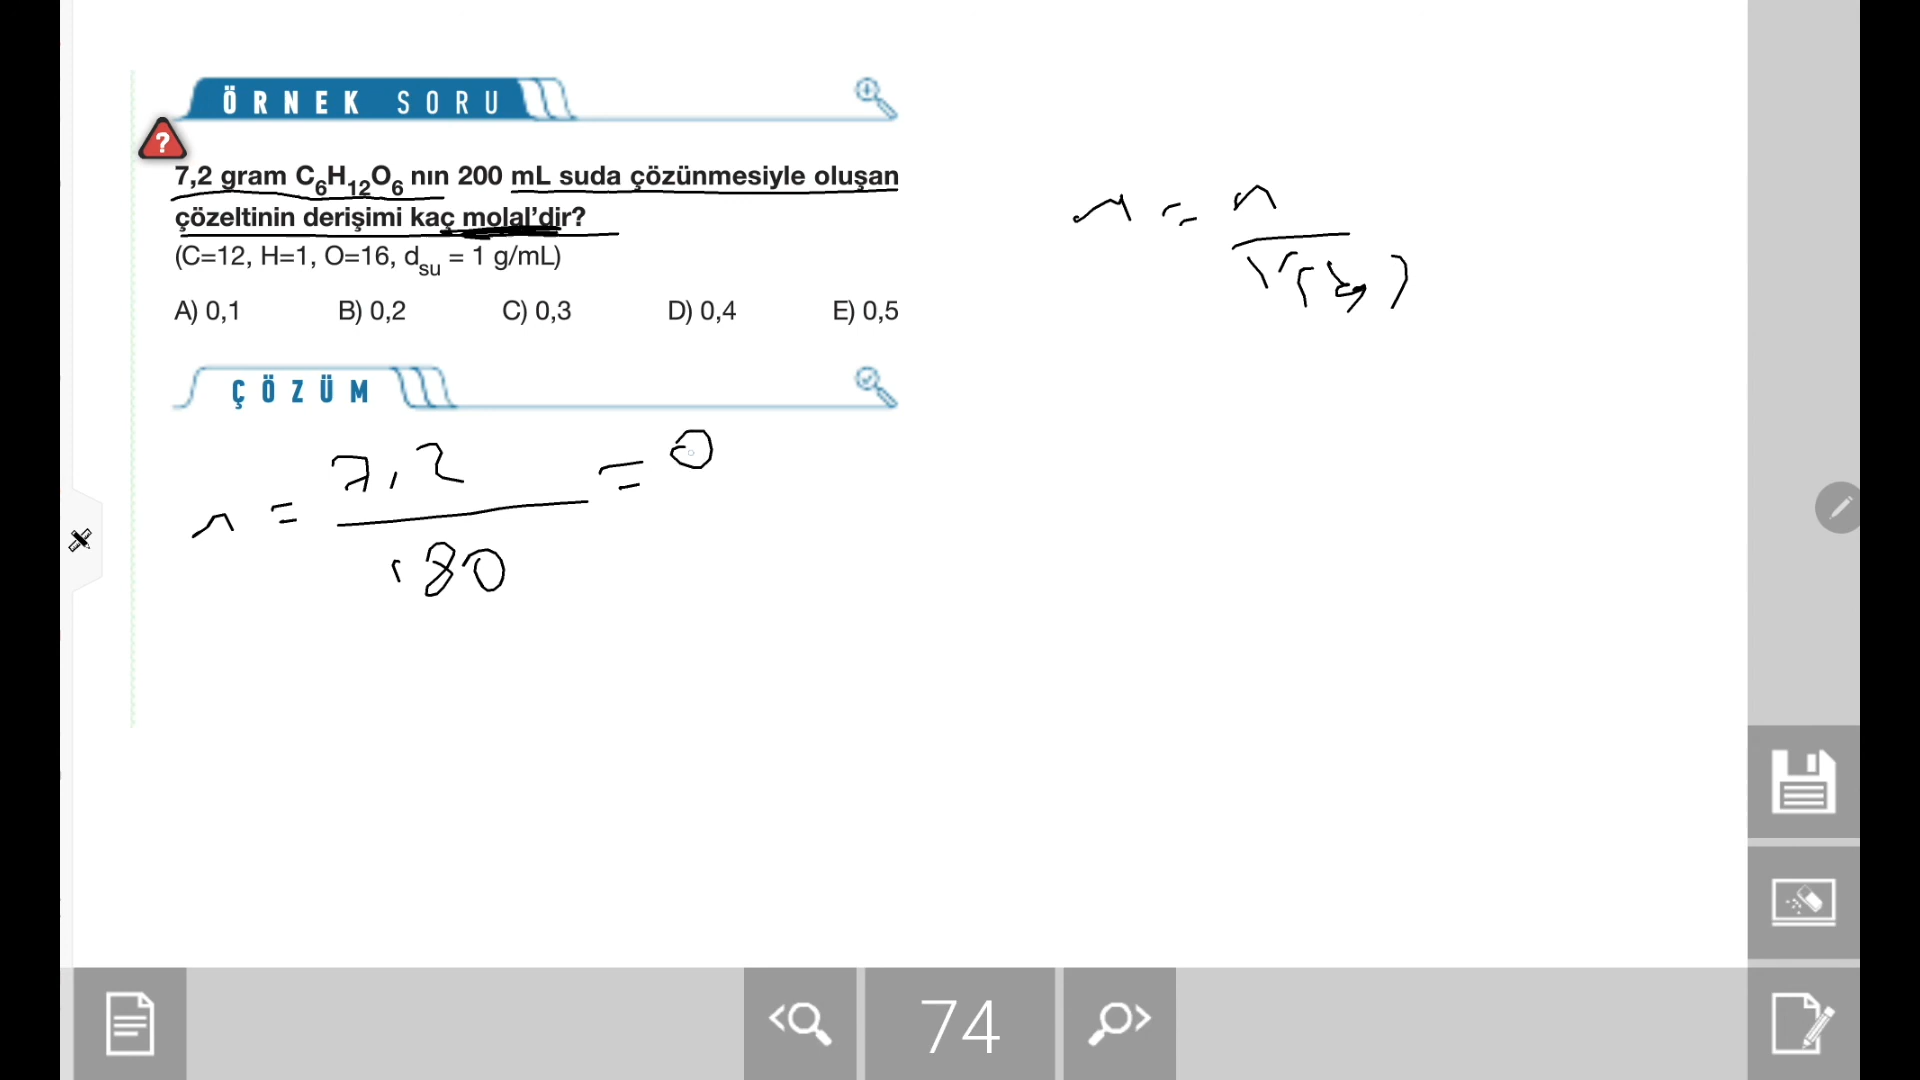 ÖRNEK SORU
?
7,2 gram C₆H₁₂O₆ nın 200 mL suda çözünmesiyle oluşan
çözeltinin derişimi kaç molal'dir?
(C=12, H=1, O=16, dsu = 1 g/mL)
A) 0,1 B) 0,2 C) 0,3 D) 0,4 E) 0,5
ÇÖZÜM
n = 7,2 = 0
180
= n
(kg)
74